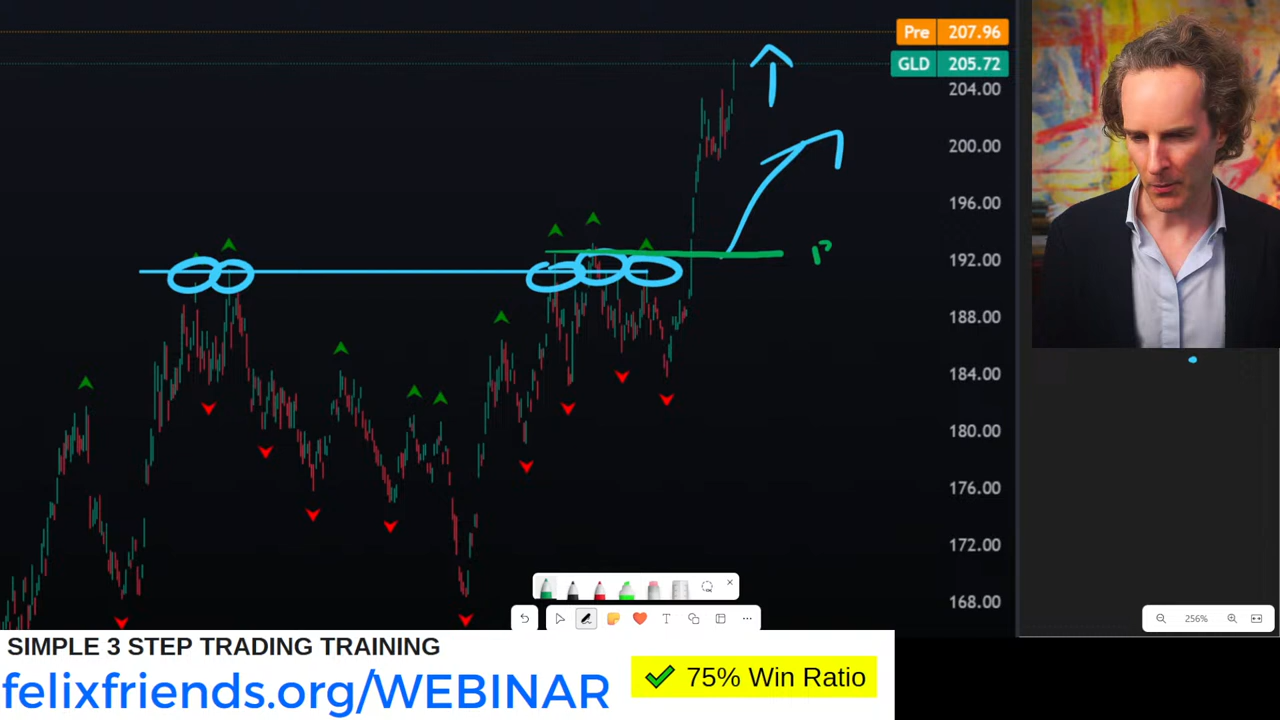 Pre 207.96
GLD 205.72
204.00
200.00
196.00
192.00
188.00
184.00
180.00
176.00
172.00
168.00
256%
SIMPLE 3 STEP TRADING TRAINING
felixfriends.org/WEBINAR
75% Win Ratio